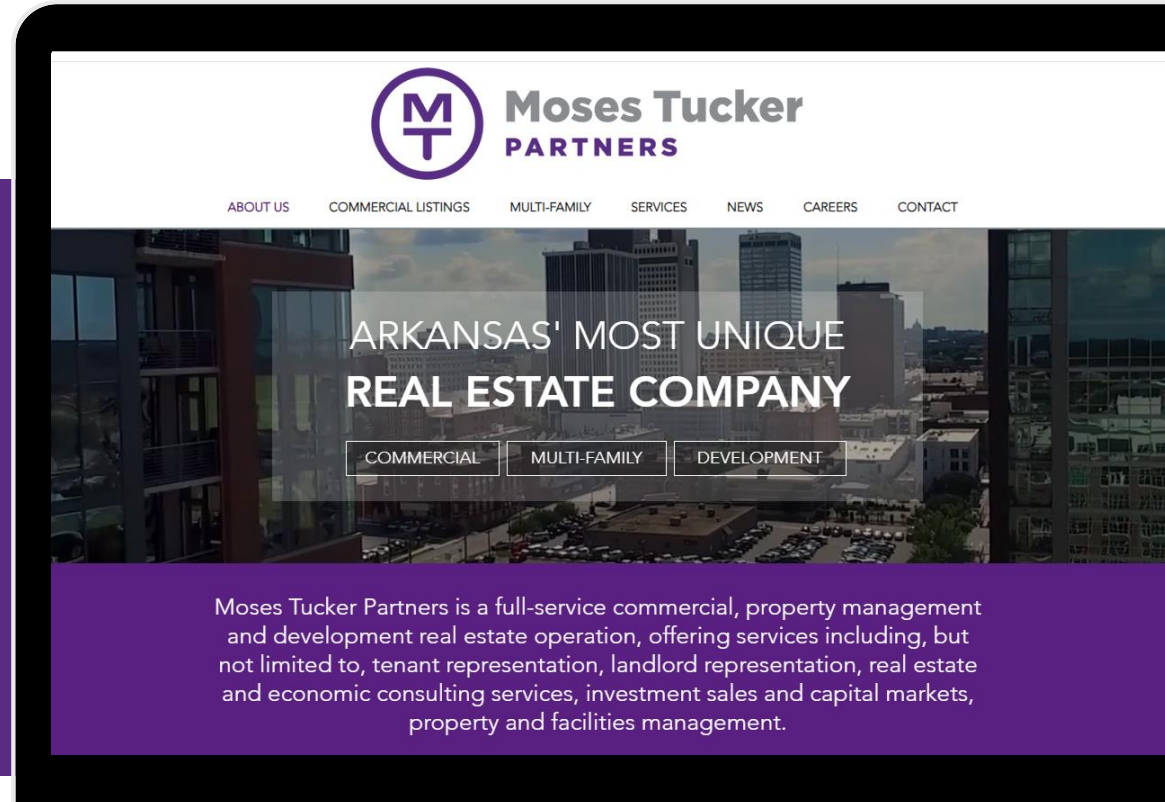 MT
Moses Tucker
PARTNERS
ABOUT US COMMERCIAL LISTINGS MULTI-FAMILY SERVICES NEWS CAREERS CONTACT
ARKANSAS' MOST UNIQUE
REAL ESTATE COMPANY
COMMERCIAL MULTI-FAMILY DEVELOPMENT
Moses Tucker Partners is a full-service commercial, property management
and development real estate operation, offering services including, but
not limited to, tenant representation, landlord representation, real estate
and economic consulting services, investment sales and capital markets,
property and facilities management.